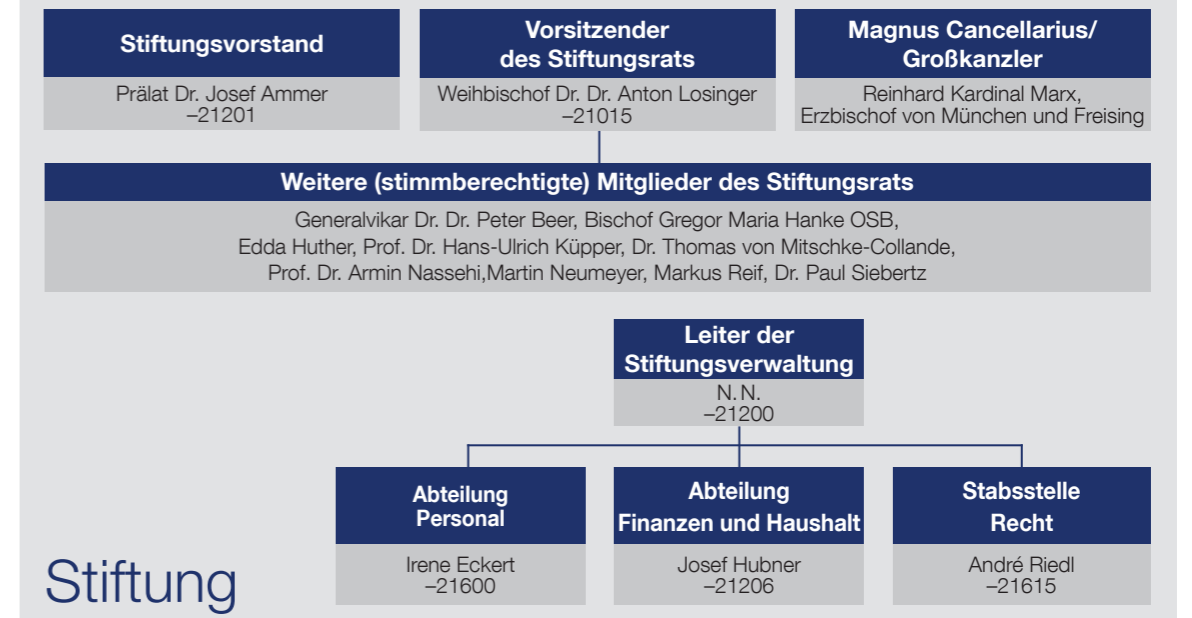 Stiftungsvorstand
Prälat Dr. Josef Ammer
–21201
Vorsitzender
des Stiftungsrats
Weihbischof Dr. Dr. Anton Losinger
–21015
Magnus Cancellarius/
Großkanzler
Reinhard Kardinal Marx,
Erzbischof von München und Freising
Weitere (stimmberechtigte) Mitglieder des Stiftungsrats
Generalvikar Dr. Dr. Peter Beer, Bischof Gregor Maria Hanke OSB,
Edda Huther, Prof. Dr. Hans-Ulrich Küpper, Dr. Thomas von Mitschke-Collande,
Prof. Dr. Armin Nassehi,Martin Neumeyer, Markus Reif, Dr. Paul Siebertz
Leiter der
Stiftungsverwaltung
N. N.
–21200
Abteilung
Personal
Irene Eckert
–21600
Abteilung
Finanzen und Haushalt
Josef Hubner
–21206
Stabsstelle
Recht
André Riedl
–21615
Stiftung